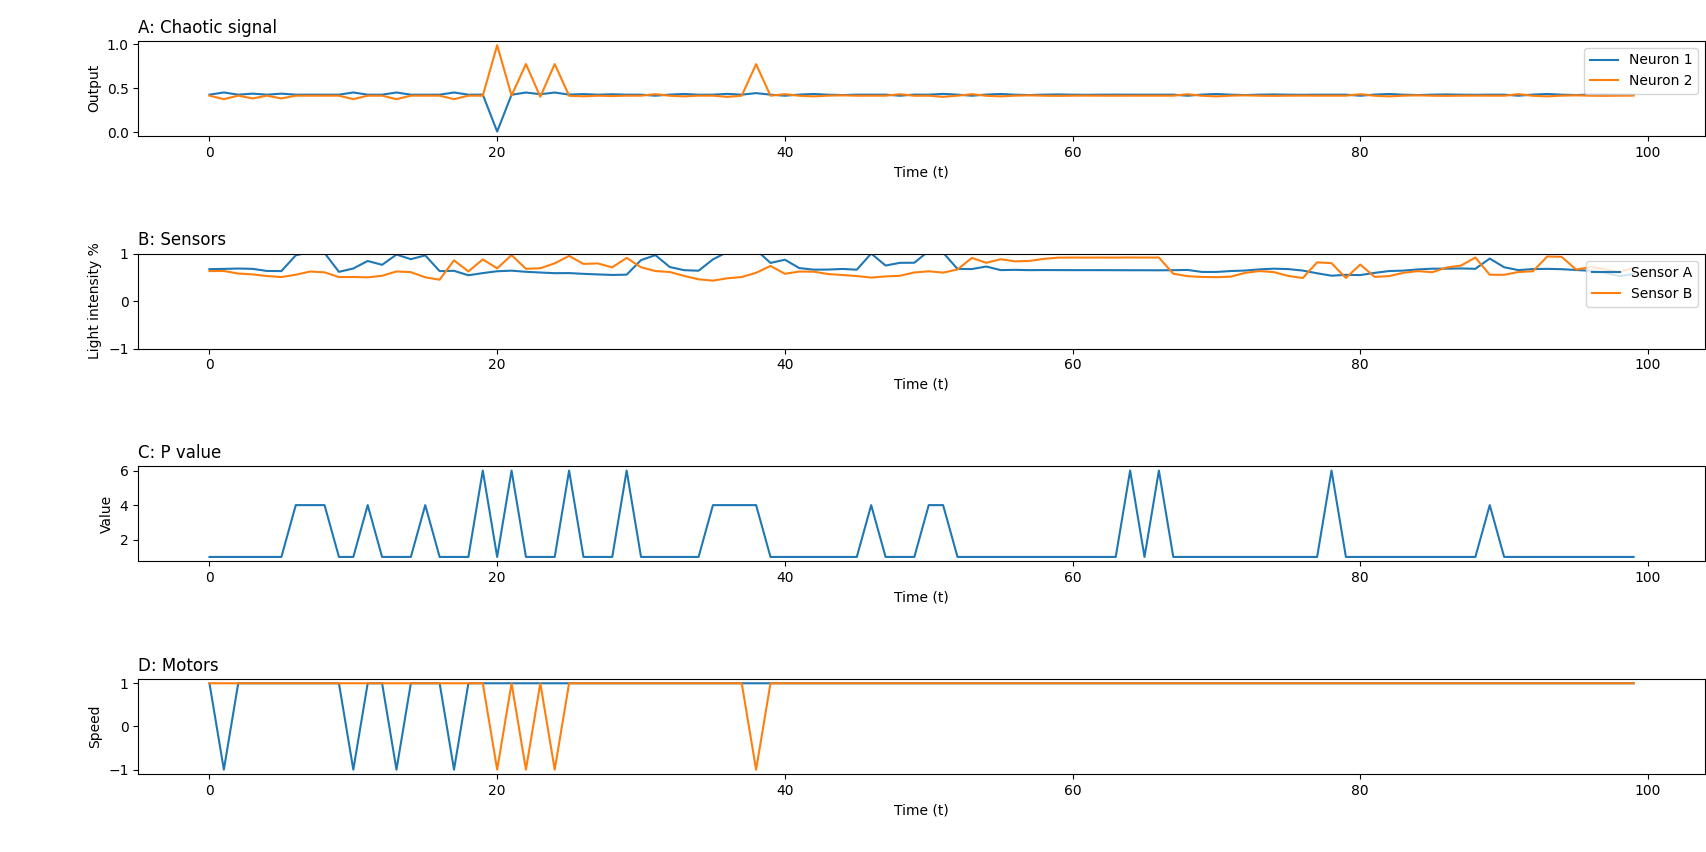 A: Chaotic signal
1.0
0.5
0.0
Output
Neuron 1
Neuron 2
0 20 40 60 80 100
Time (t)
B: Sensors
1
0
−1
Light intensity %
Sensor A
Sensor B
0 20 40 60 80 100
Time (t)
C: P value
6
4
2
Value
0 20 40 60 80 100
Time (t)
D: Motors
1
0
−1
Speed
0 20 40 60 80 100
Time (t)